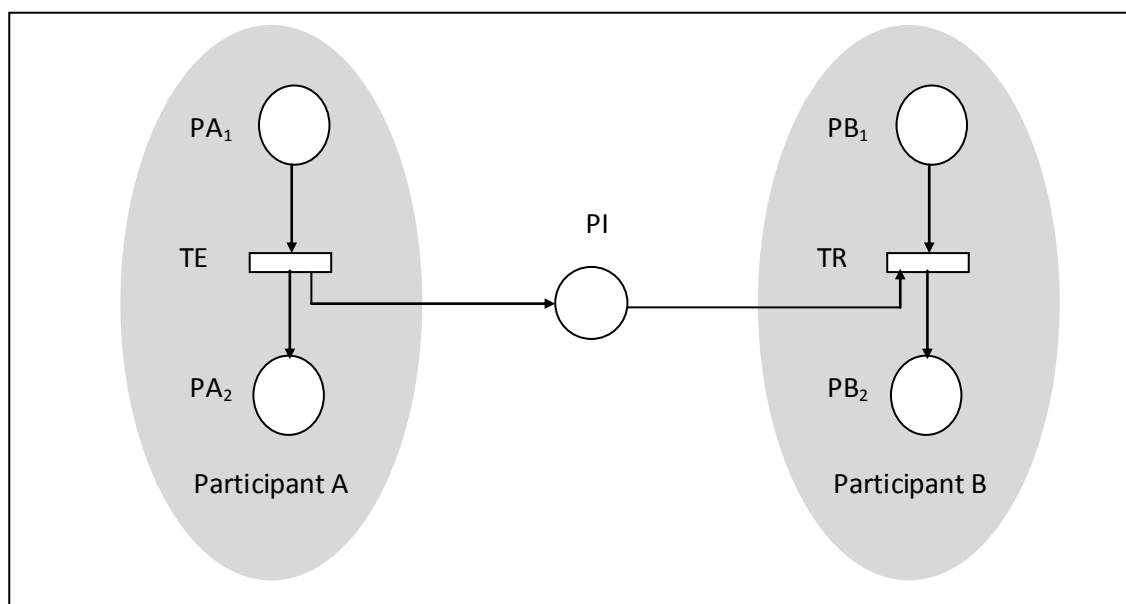 PA₁
PB₁
PI
TE
TR
PA₂
PB₂
Participant A
Participant B